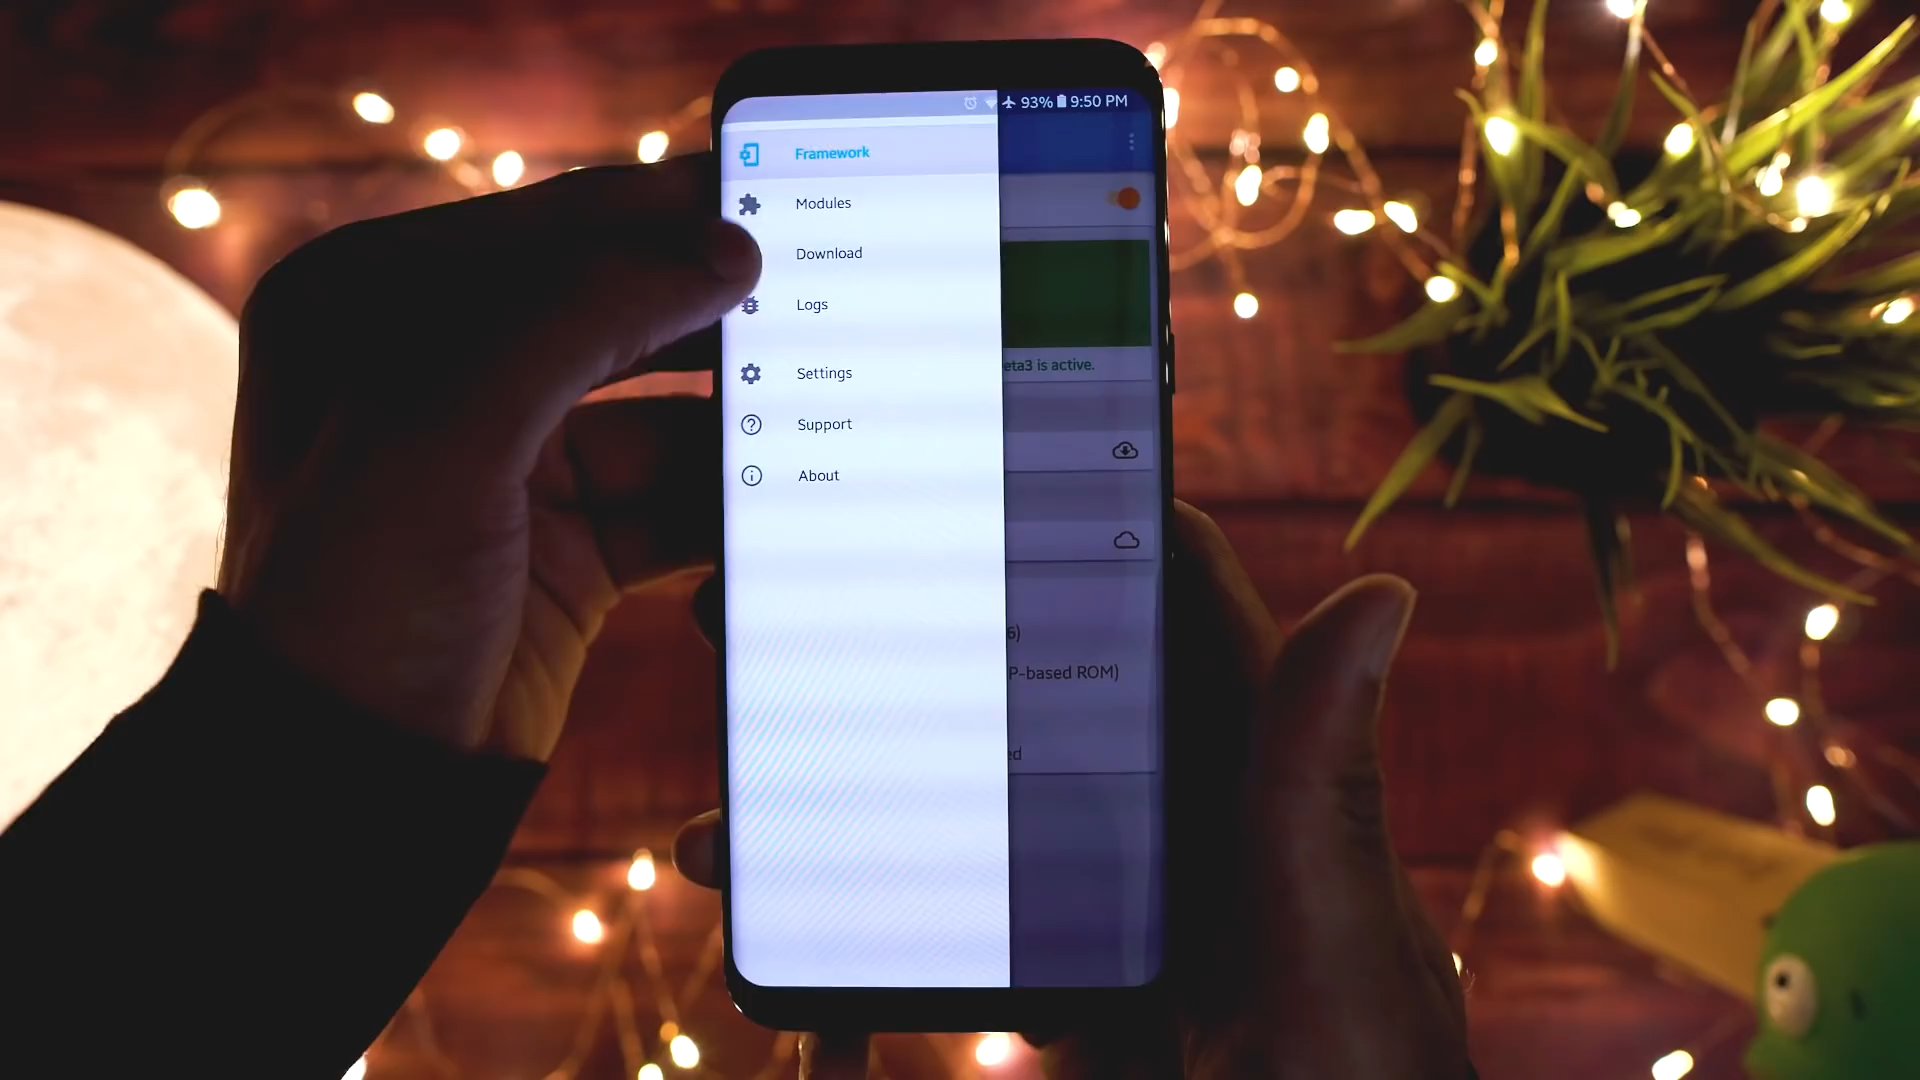 93% 9:50 PM
Framework
Modules
Download
Logs
eta3 is active.
Settings
Support
About
6)
P-based ROM)
ed